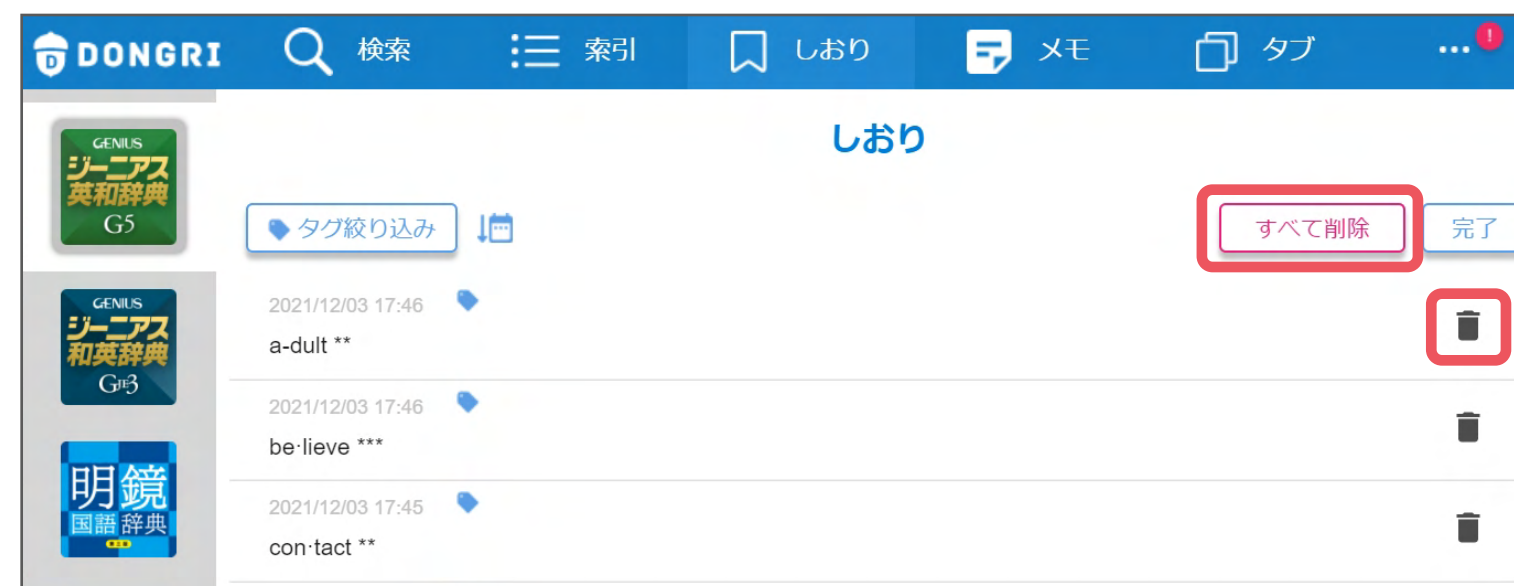 DONGRI
検索
索引
しおり
メモ
タブ
!
しおり
GENIUS
ジーニアス
英和辞典
G5
タグ絞り込み
すべて削除
完了
GENIUS
ジーニアス
和英辞典
GJE3
2021/12/03 17:46
a-dult **
2021/12/03 17:46
be·lieve ***
明鏡
国語辞典
2021/12/03 17:45
con·tact **